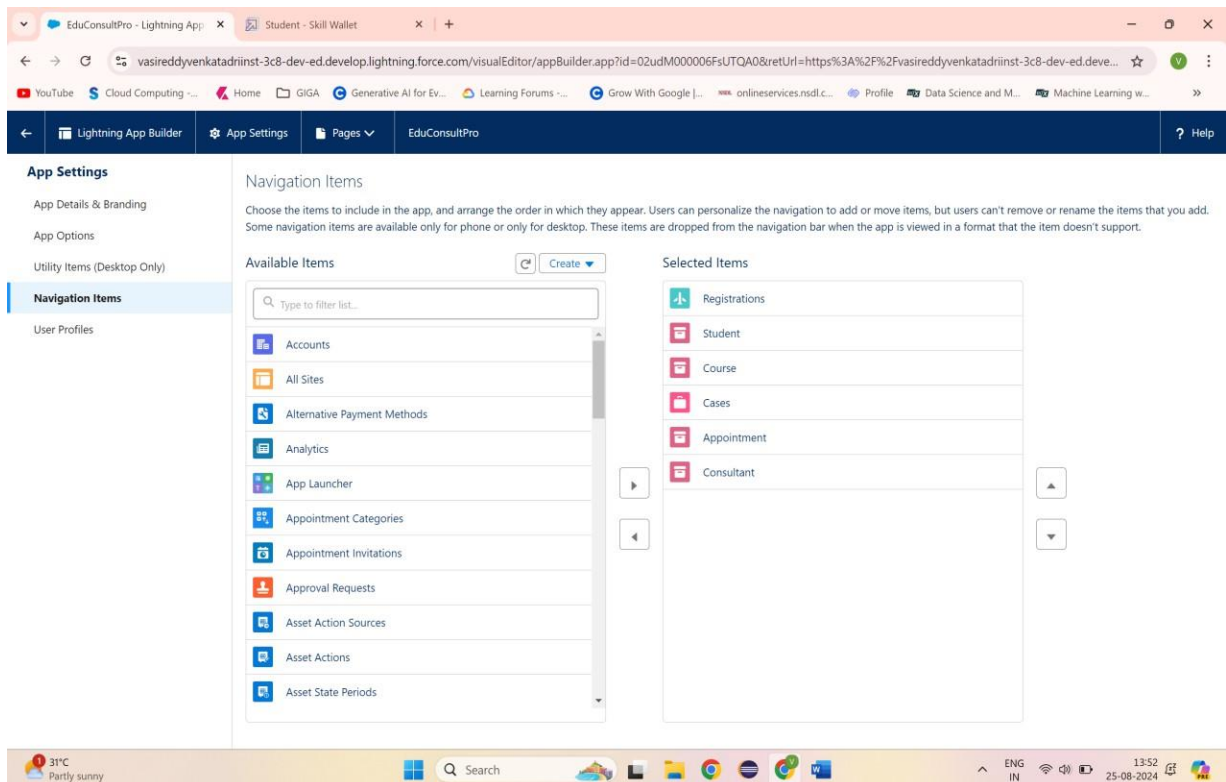 EduConsultPro - Lightning App
Student - Skill Wallet
vasireddyvenkatadriinst-3c8-dev-ed.develop.lightning.force.com/visualEditor/appBuilder.app?id=02udM000006FsUTQA0&retUrl=https%3A%2F%2Fvasireddyvenkatadriinst-3c8-dev-ed.deve...
V
YouTube
Cloud Computing -...
Home
GIGA
Generative AI for Ev...
Learning Forums -...
Grow With Google |...
onlineservices.nsdl.c...
Profile
Data Science and M...
Machine Learning w...
Lightning App Builder
App Settings
Pages
EduConsultPro
? Help
App Settings
App Details & Branding
App Options
Utility Items (Desktop Only)
Navigation Items
User Profiles
Navigation Items
Choose the items to include in the app, and arrange the order in which they appear. Users can personalize the navigation to add or move items, but users can't remove or rename the items that you add.
Some navigation items are available only for phone or only for desktop. These items are dropped from the navigation bar when the app is viewed in a format that the item doesn't support.
Available Items
Create
Type to filter list...
Accounts
All Sites
Alternative Payment Methods
Analytics
App Launcher
Appointment Categories
Appointment Invitations
Approval Requests
Asset Action Sources
Asset Actions
Asset State Periods
Selected Items
Registrations
Student
Course
Cases
Appointment
Consultant
1
31°C
Partly sunny
Search
ENG
IN
13:52
25-08-2024